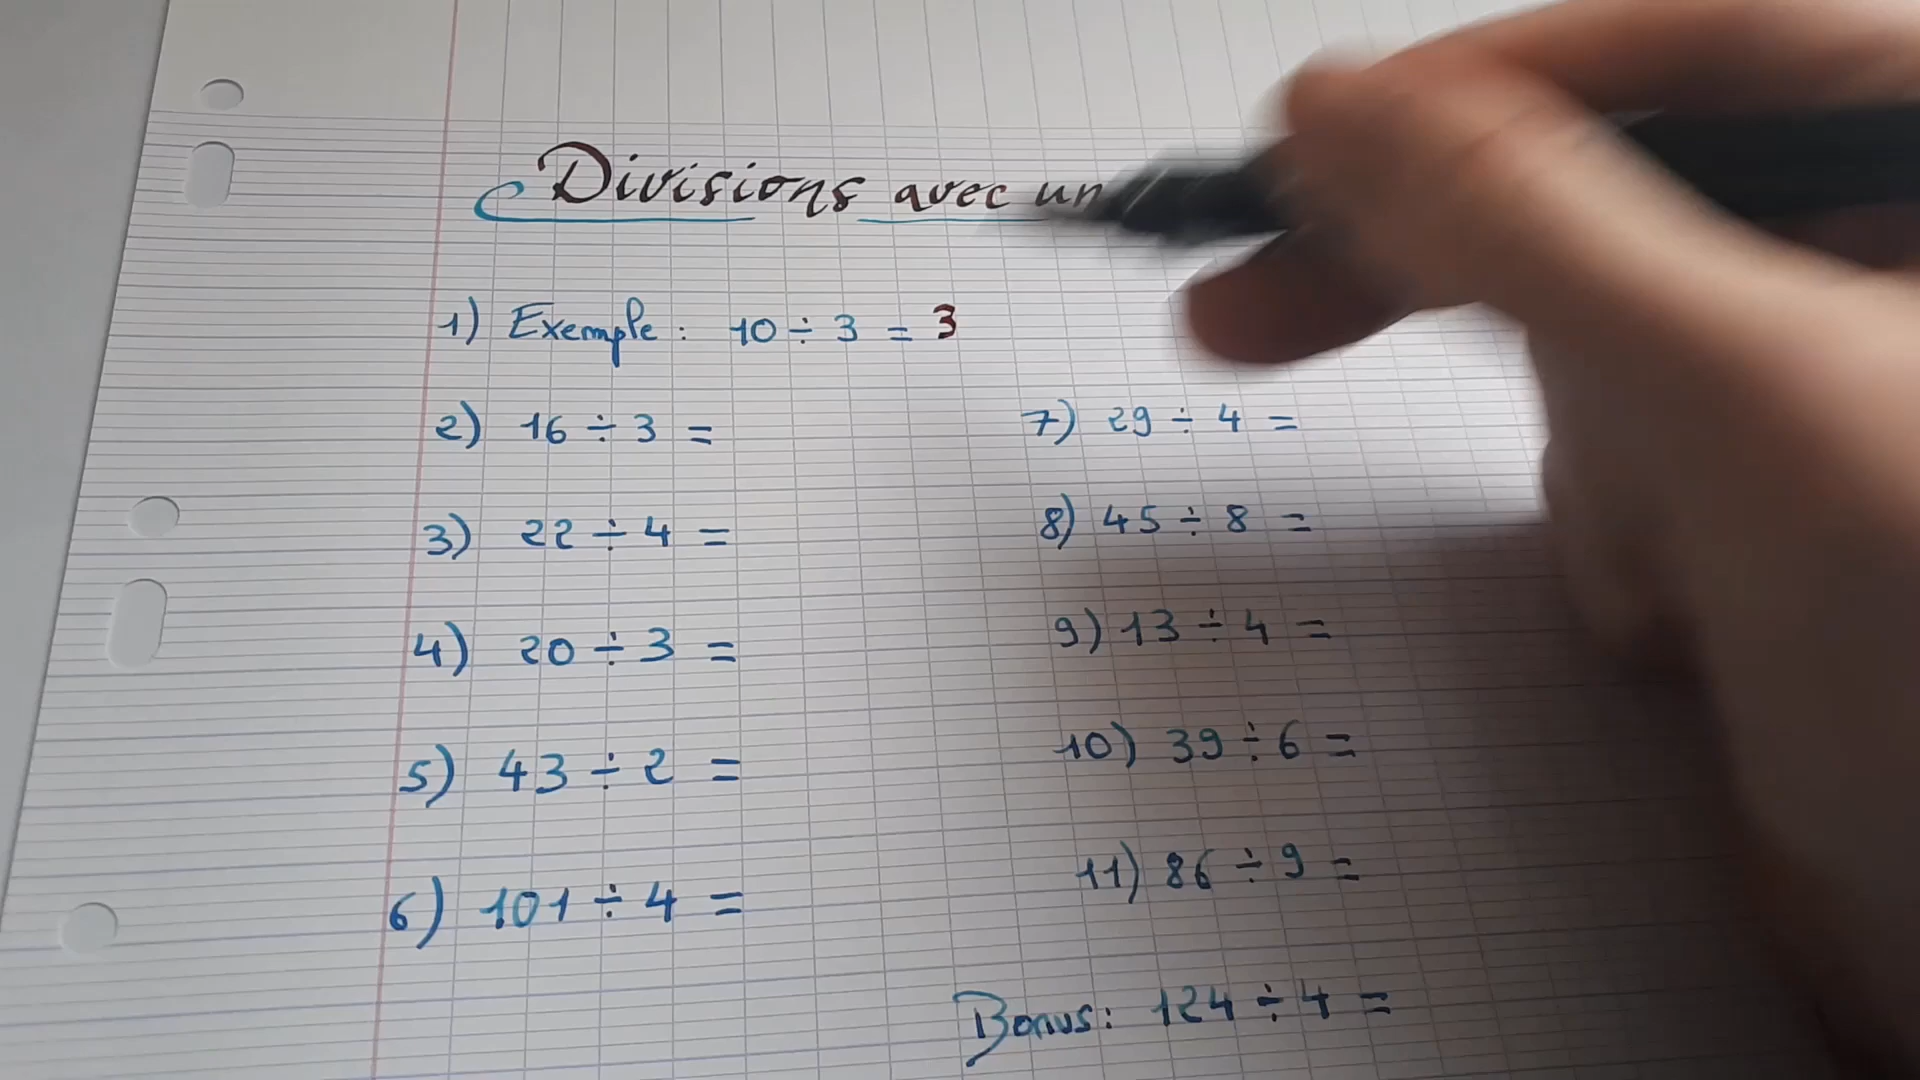 Divisions avec un
1) Exemple : 10 ÷ 3 = 3
2) 16 ÷ 3 =
3) 22 ÷ 4 =
4) 20 ÷ 3 =
5) 43 ÷ 2 =
6) 101 ÷ 4 =
7) 29 ÷ 4 =
8) 45 ÷ 8 =
9) 13 ÷ 4 =
10) 39 ÷ 6 =
11) 86 ÷ 9 =
Bonus : 124 ÷ 4 =